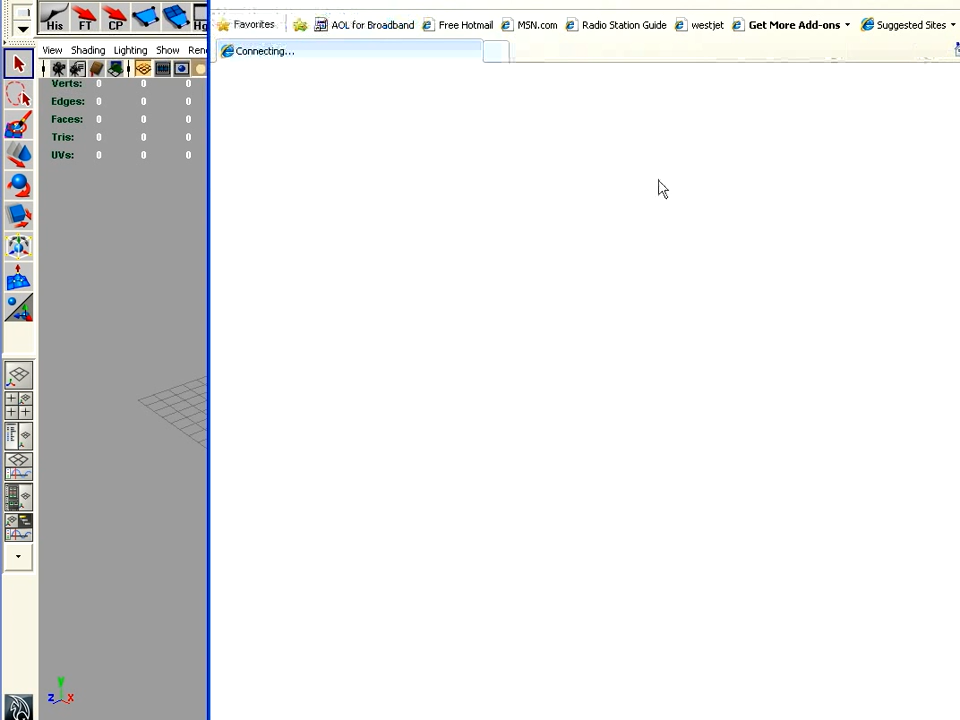 His FT CP Hg
Favorites AOL for Broadband Free Hotmail MSN.com Radio Station Guide westjet Get More Add-ons Suggested Sites
View Shading Lighting Show Ren
Connecting...
Verts: 0 0 0
Edges: 0 0 0
Faces: 0 0 0
Tris: 0 0 0
UVs: 0 0 0
y
z x